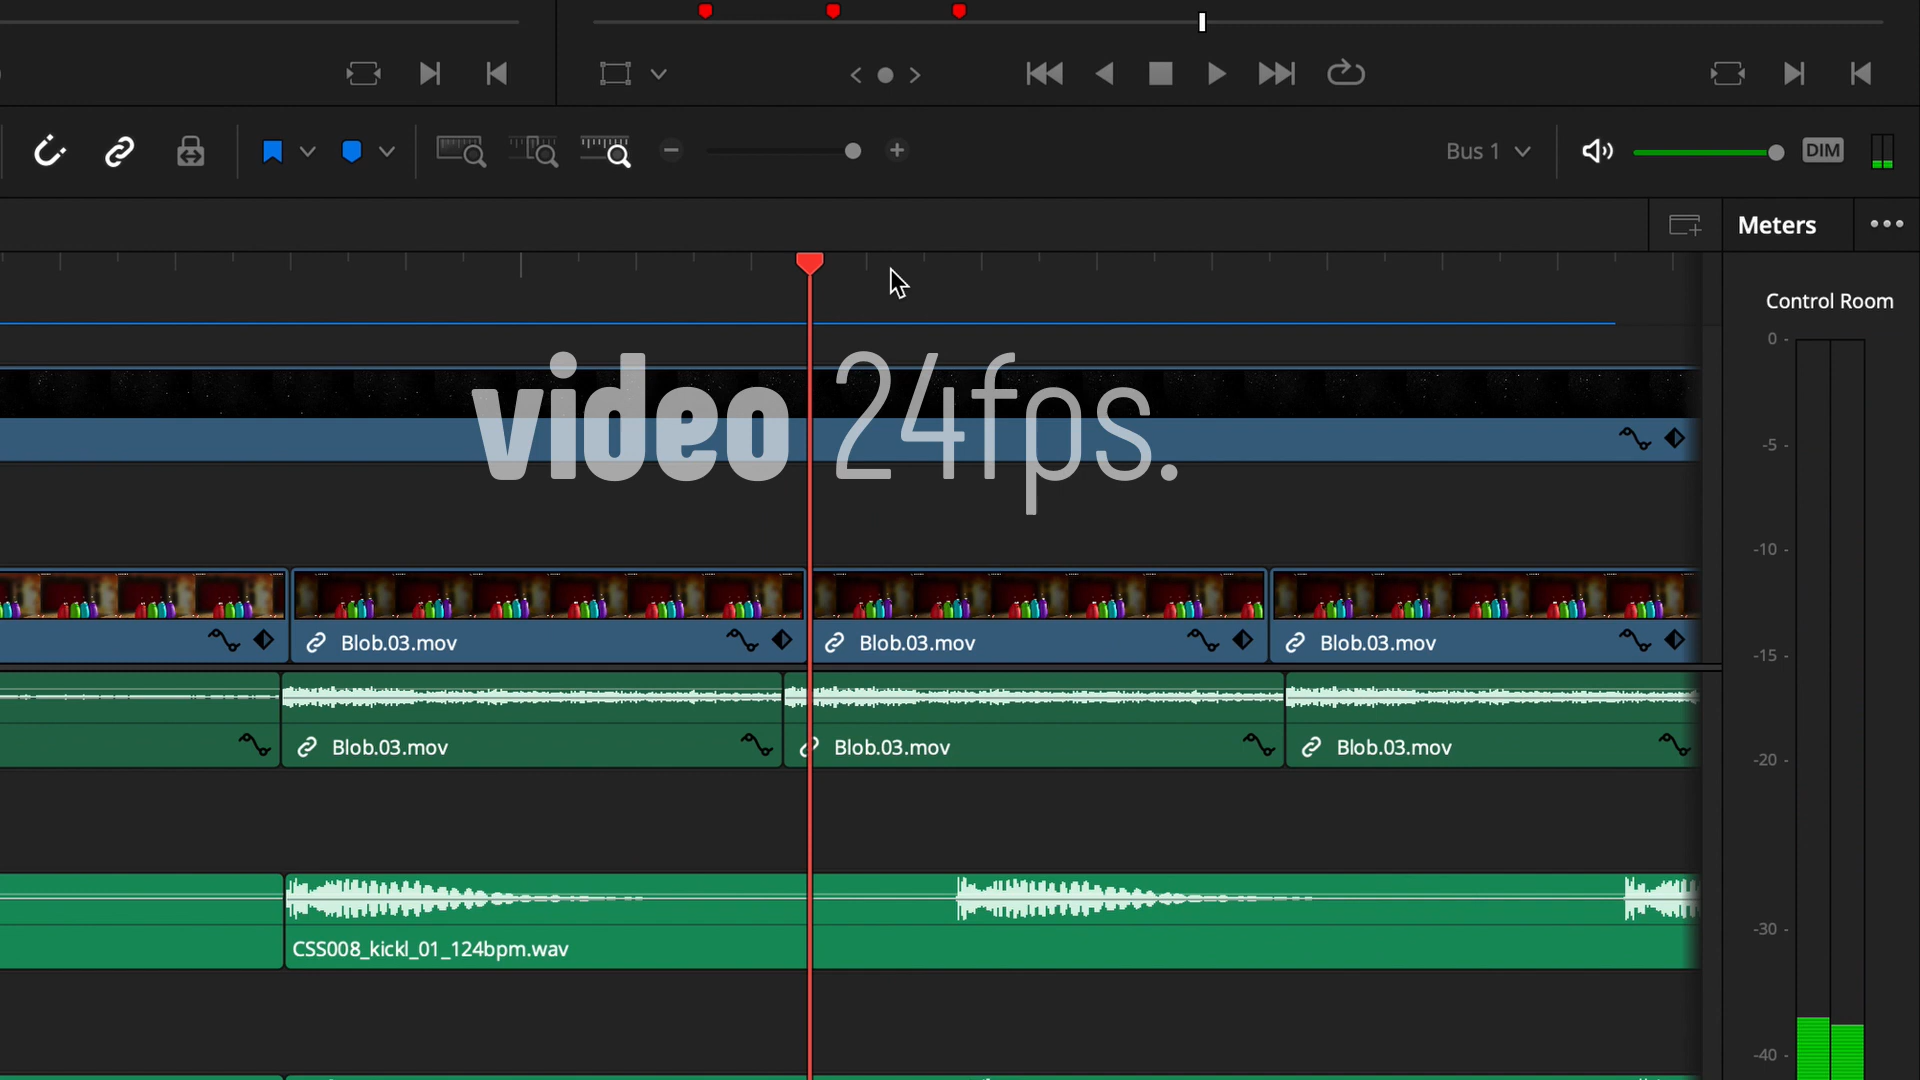 Bus 1
DIM
Meters
Control Room
0 -
-5 -
-10 -
-15 -
-20 -
-30 -
-40 -
video 24fps.
Blob.03.mov
Blob.03.mov
Blob.03.mov
Blob.03.mov
Blob.03.mov
Blob.03.mov
CSS008_kickl_01_124bpm.wav